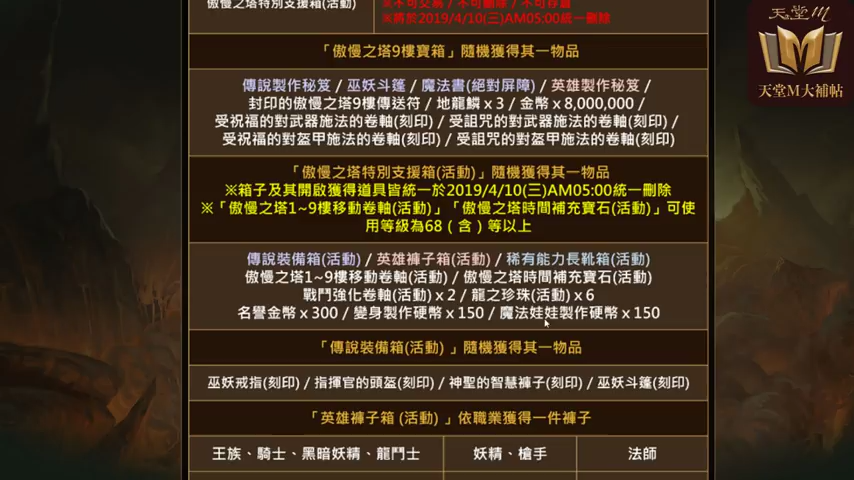 傲慢之塔特別支援箱(活動)
※不可交易 / 不可刪除 / 不可存倉
※將於2019/4/10(三)AM05:00統一刪除
「傲慢之塔9樓寶箱」隨機獲得其一物品
傳說製作秘笈 / 巫妖斗篷 / 魔法書(絕對屏障) / 英雄製作秘笈 /
封印的傲慢之塔9樓傳送符 / 地龍鱗 x 3 / 金幣 x 8,000,000 /
受祝福的對武器施法的卷軸(刻印) / 受詛咒的對武器施法的卷軸(刻印) /
受祝福的對盔甲施法的卷軸(刻印) / 受詛咒的對盔甲施法的卷軸(刻印)
「傲慢之塔特別支援箱(活動)」隨機獲得其一物品
※箱子及其開啟獲得道具皆統一於2019/4/10(三)AM05:00統一刪除
※「傲慢之塔1~9樓移動卷軸(活動)」「傲慢之塔時間補充寶石(活動)」可使
用等級為68（含）等以上
傳說裝備箱(活動) / 英雄褲子箱(活動) / 稀有能力長靴箱(活動)
傲慢之塔1~9樓移動卷軸(活動) / 傲慢之塔時間補充寶石(活動)
戰鬥強化卷軸(活動) x 2 / 龍之珍珠(活動) x 6
名譽金幣 x 300 / 變身製作硬幣 x 150 / 魔法娃娃製作硬幣 x 150
「傳說裝備箱(活動) 」隨機獲得其一物品
巫妖戒指(刻印) / 指揮官的頭盔(刻印) / 神聖的智慧褲子(刻印) / 巫妖斗篷(刻印)
「英雄褲子箱 (活動) 」依職業獲得一件褲子
王族、騎士、黑暗妖精、龍鬥士
妖精、槍手
法師
天堂M
天堂M大補帖